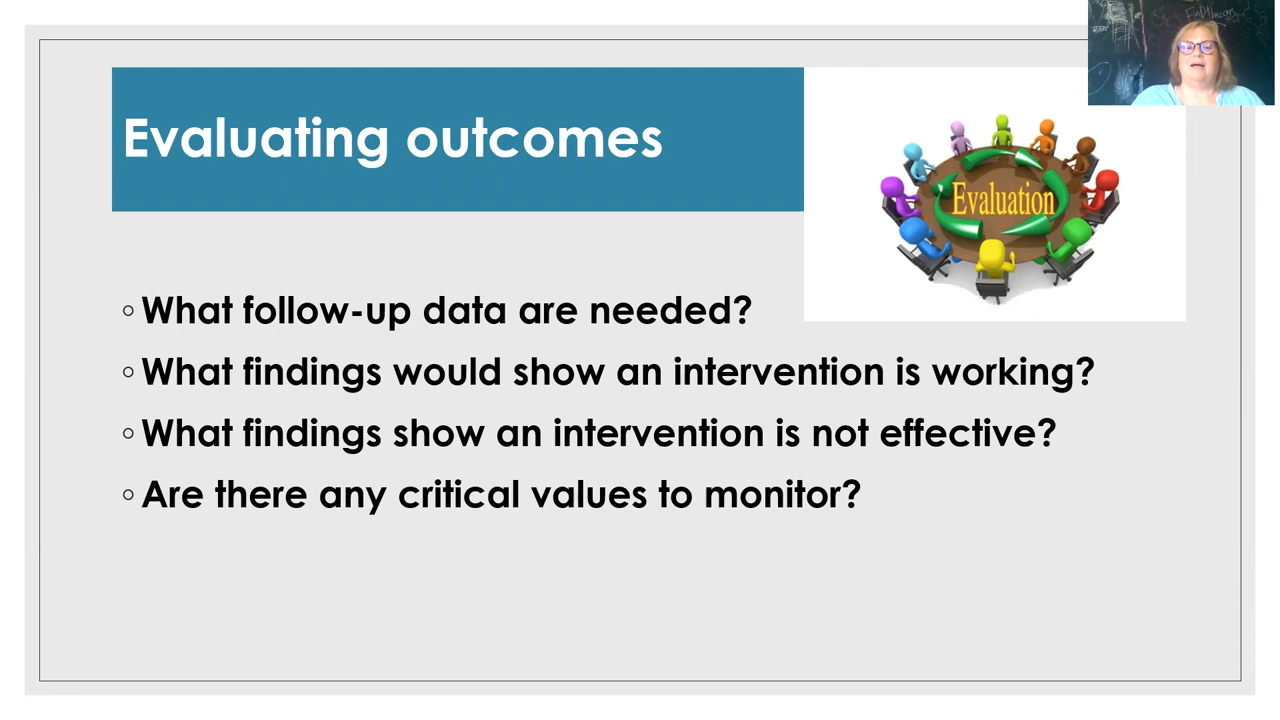 Evaluating outcomes
Evaluation
What follow-up data are needed?
What findings would show an intervention is working?
What findings show an intervention is not effective?
Are there any critical values to monitor?